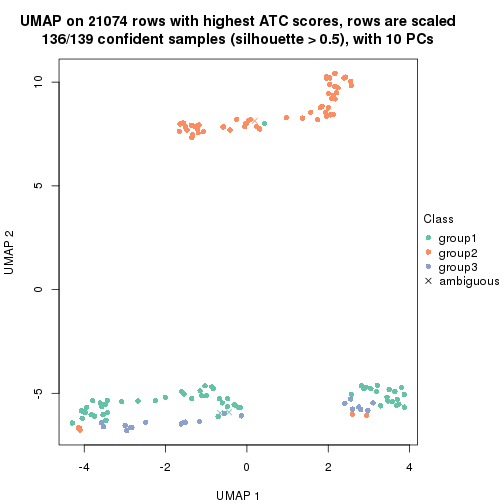 UMAP on 21074 rows with highest ATC scores, rows are scaled
136/139 confident samples (silhouette > 0.5), with 10 PCs
10
5
0
-5
UMAP 2
-4
-2
0
2
4
UMAP 1
Class
group1
group2
group3
ambiguous